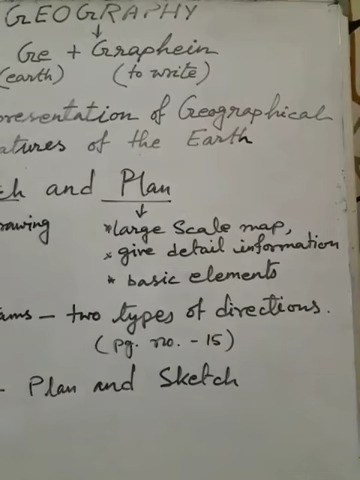 GEOGRAPHY
Ge + Graphein
(earth) (to write)
presentation of Geographical
atures of the Earth
ch and Plan
rawing *large Scale map,
* give detail information
* basic elements
ams – two types of directions.
(pg. no. - 15)
- Plan and Sketch